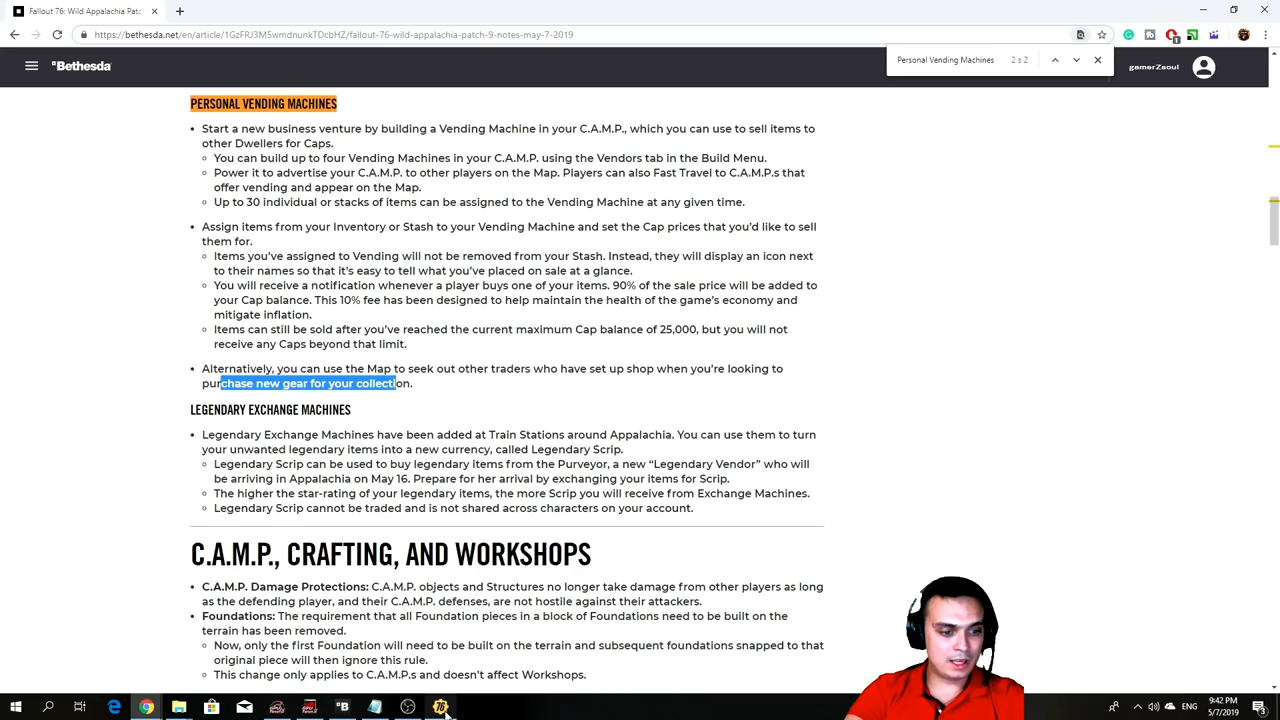 Fallout 76: Wild Appalachia Patc
https://bethesda.net/en/article/1GzFRJ3M5wmdnunkTDcbHZ/fallout-76-wild-appalachia-patch-9-notes-may-7-2019
Personal Vending Machines 2 z 2
Bethesda
gamerZsoul
PERSONAL VENDING MACHINES
• Start a new business venture by building a Vending Machine in your C.A.M.P., which you can use to sell items to
other Dwellers for Caps.
You can build up to four Vending Machines in your C.A.M.P. using the Vendors tab in the Build Menu.
Power it to advertise your C.A.M.P. to other players on the Map. Players can also Fast Travel to C.A.M.P.s that
offer vending and appear on the Map.
Up to 30 individual or stacks of items can be assigned to the Vending Machine at any given time.
• Assign items from your Inventory or Stash to your Vending Machine and set the Cap prices that you'd like to sell
them for.
Items you've assigned to Vending will not be removed from your Stash. Instead, they will display an icon next
to their names so that it's easy to tell what you've placed on sale at a glance.
You will receive a notification whenever a player buys one of your items. 90% of the sale price will be added to
your Cap balance. This 10% fee has been designed to help maintain the health of the game's economy and
mitigate inflation.
Items can still be sold after you've reached the current maximum Cap balance of 25,000, but you will not
receive any Caps beyond that limit.
• Alternatively, you can use the Map to seek out other traders who have set up shop when you're looking to
purchase new gear for your collection.
LEGENDARY EXCHANGE MACHINES
• Legendary Exchange Machines have been added at Train Stations around Appalachia. You can use them to turn
your unwanted legendary items into a new currency, called Legendary Scrip.
Legendary Scrip can be used to buy legendary items from the Purveyor, a new “Legendary Vendor” who will
be arriving in Appalachia on May 16. Prepare for her arrival by exchanging your items for Scrip.
The higher the star-rating of your legendary items, the more Scrip you will receive from Exchange Machines.
Legendary Scrip cannot be traded and is not shared across characters on your account.
C.A.M.P., CRAFTING, AND WORKSHOPS
• C.A.M.P. Damage Protections: C.A.M.P. objects and Structures no longer take damage from other players as long
as the defending player, and their C.A.M.P. defenses, are not hostile against their attackers.
• Foundations: The requirement that all Foundation pieces in a block of Foundations need to be built on the
terrain has been removed.
Now, only the first Foundation will need to be built on the terrain and subsequent foundations snapped to that
original piece will then ignore this rule.
This change only applies to C.A.M.P.s and doesn't affect Workshops.
76
ENG
9:42 PM
5/7/2019
3